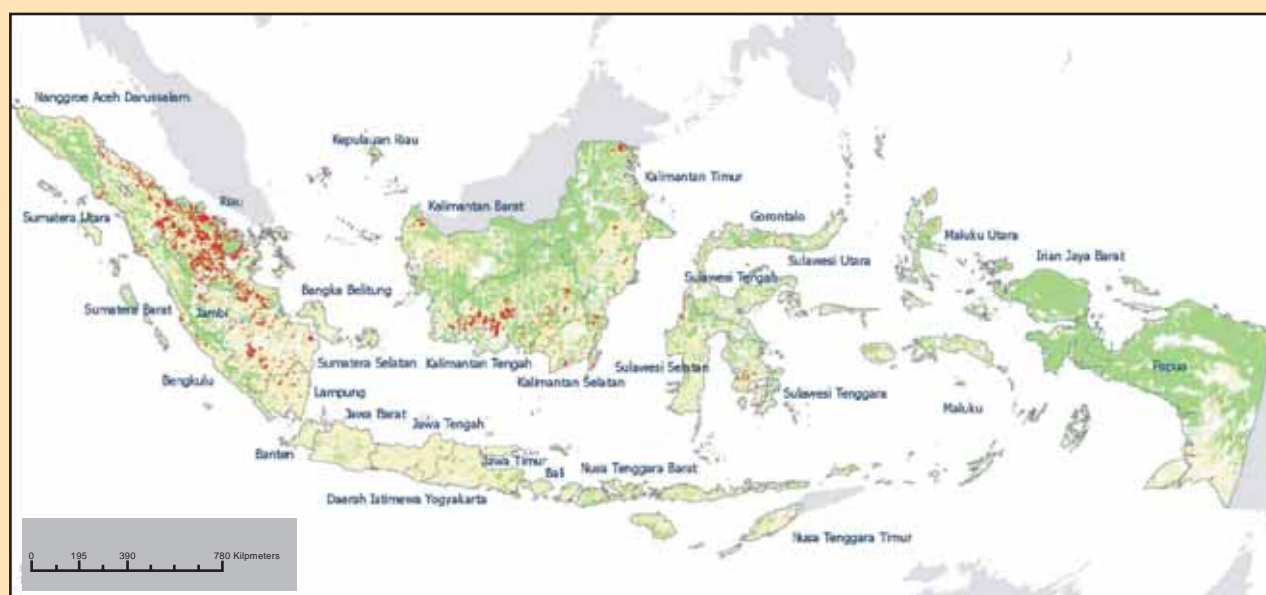 Nanggroe Aceh Darussalam
Kepulauan Riau
Kalimantan Timur
Riau
Kalimantan Barat
Sumatera Utara
Gorontalo
Maluku Utara
Irian Jaya Barat
Sulawesi Utara
Sulawesi Tengah
Bangka Belitung
Sumatera Barat
Jambi
Sumatera Selatan
Kalimantan Tengah
Sulawesi Selatan
Papua
Bengkulu
Kalimantan Selatan
Lampung
Sulawesi Tenggara
Jawa Barat
Maluku
Jawa Tengah
Banten
Jawa Timur
Bali
Nusa Tenggara Barat
Daerah Istimewa Yogyakarta
Nusa Tenggara Timur
0 195 390 780 Kilpmeters